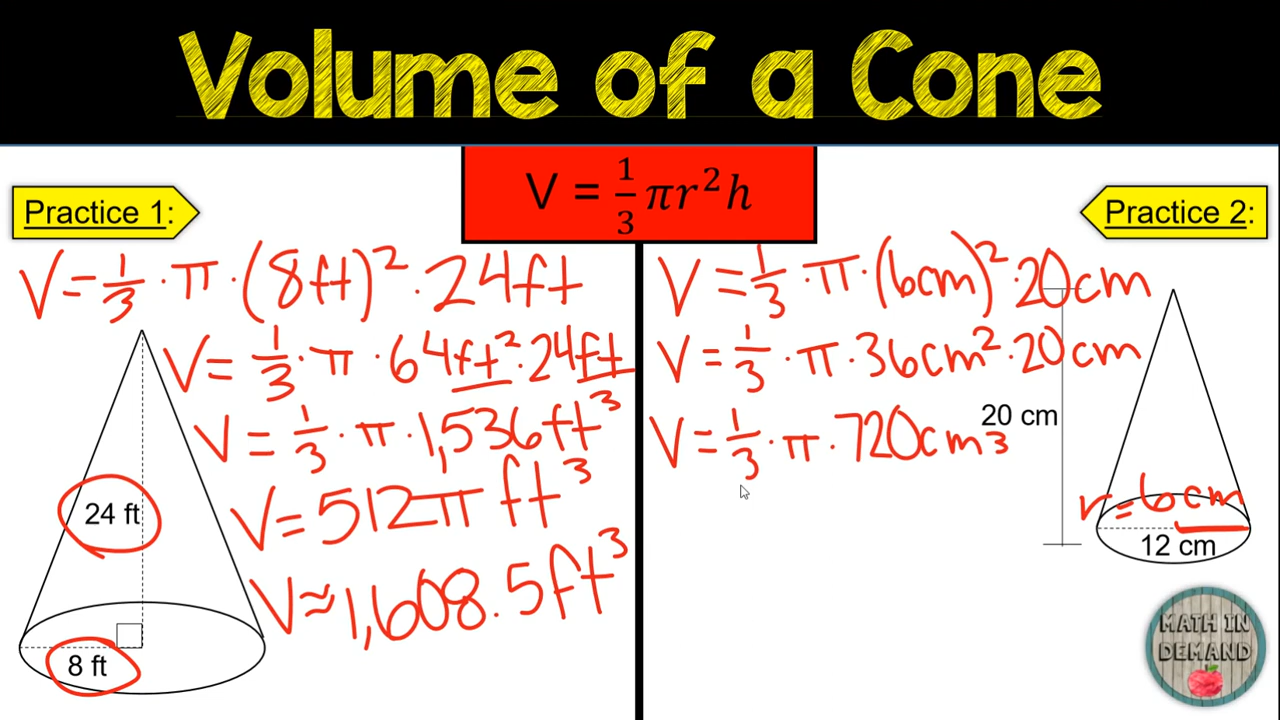 Volume of a Cone
V = 1/3 πr²h
Practice 1:
V = 1/3 · π · (8ft)² · 24ft
V = 1/3 · π · 64ft² · 24ft
V = 1/3 · π · 1,536ft³
V = 512π ft³
V ≈ 1,608.5ft³
24 ft
8 ft
Practice 2:
V = 1/3 · π · (6cm)² · 20cm
V = 1/3 · π · 36cm² · 20cm
V = 1/3 · π · 720cm³
20 cm
r = 6cm
12 cm
MATH IN
DEMAND